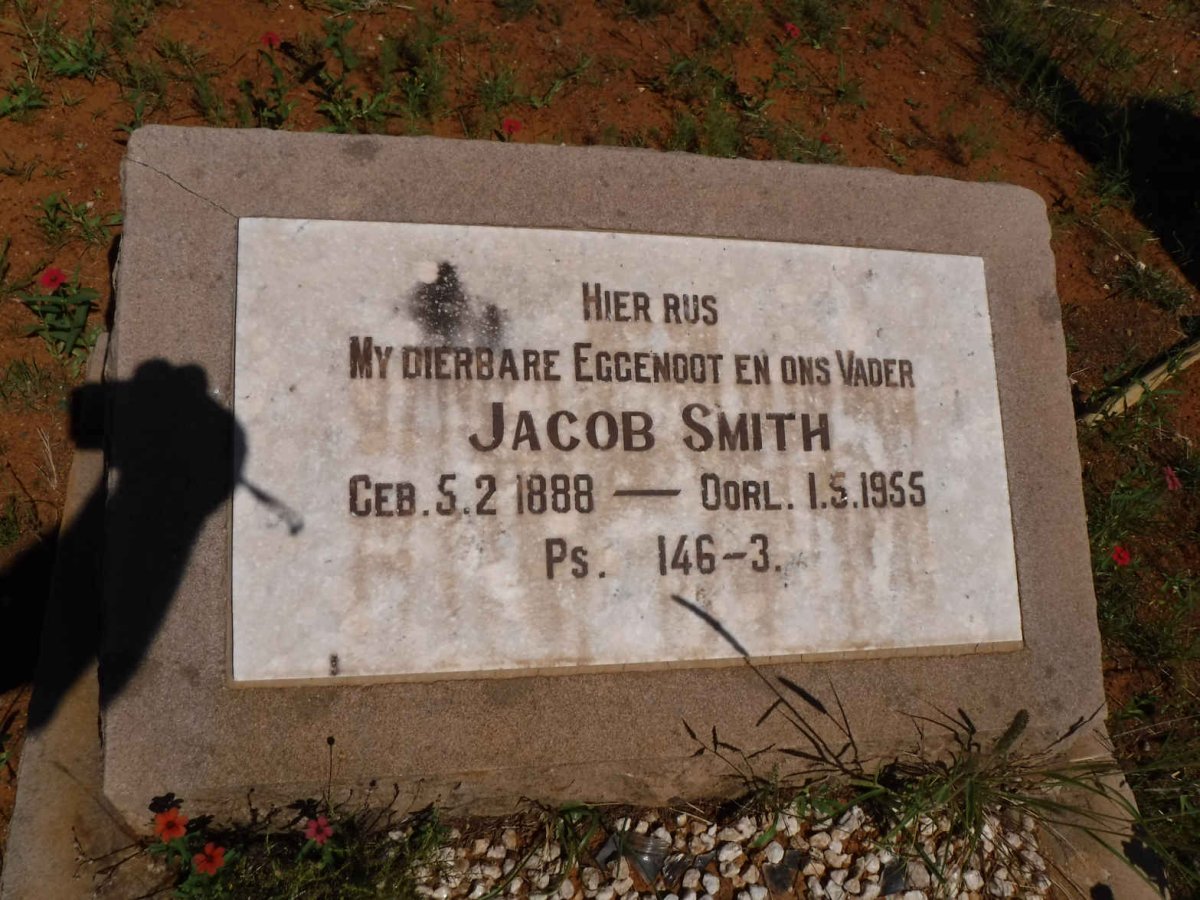 HIER RUS
MY DIERBARE EGGENOOT EN ONS VADER
JACOB SMITH
GEB. 5.2 1888 — OORL. 1.5.1955
PS. 146-3.